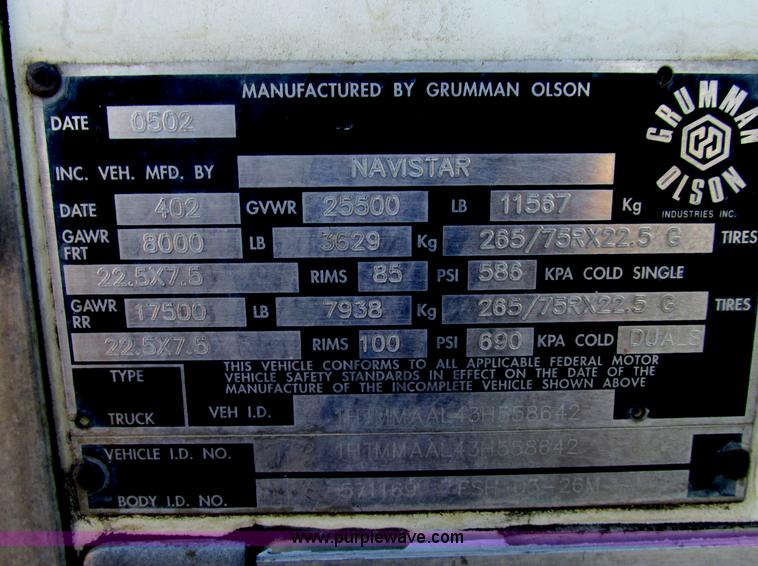 MANUFACTURED BY GRUMMAN OLSON
DATE 0502
GRUMMAN OLSON
INDUSTRIES INC.
INC. VEH. MFD. BY NAVISTAR
DATE 402 GVWR 25500 LB 11567 Kg
GAWR FRT 8000 LB 3629 Kg 265/75RX22.5 G TIRES
22.5X7.5 RIMS 85 PSI 586 KPA COLD SINGLE
GAWR RR 17500 LB 7938 Kg 265/75RX22.5 G TIRES
22.5X7.5 RIMS 100 PSI 690 KPA COLD DUALS
THIS VEHICLE CONFORMS TO ALL APPLICABLE FEDERAL MOTOR
VEHICLE SAFETY STANDARDS IN EFFECT ON THE DATE OF THE
MANUFACTURE OF THE INCOMPLETE VEHICLE SHOWN ABOVE
TYPE
TRUCK VEH I.D. 1HTMMAAL43H558642
VEHICLE I.D. NO. 1HTMMAAL43H558642
BODY I.D. NO. 03-26M
www.purplewave.com